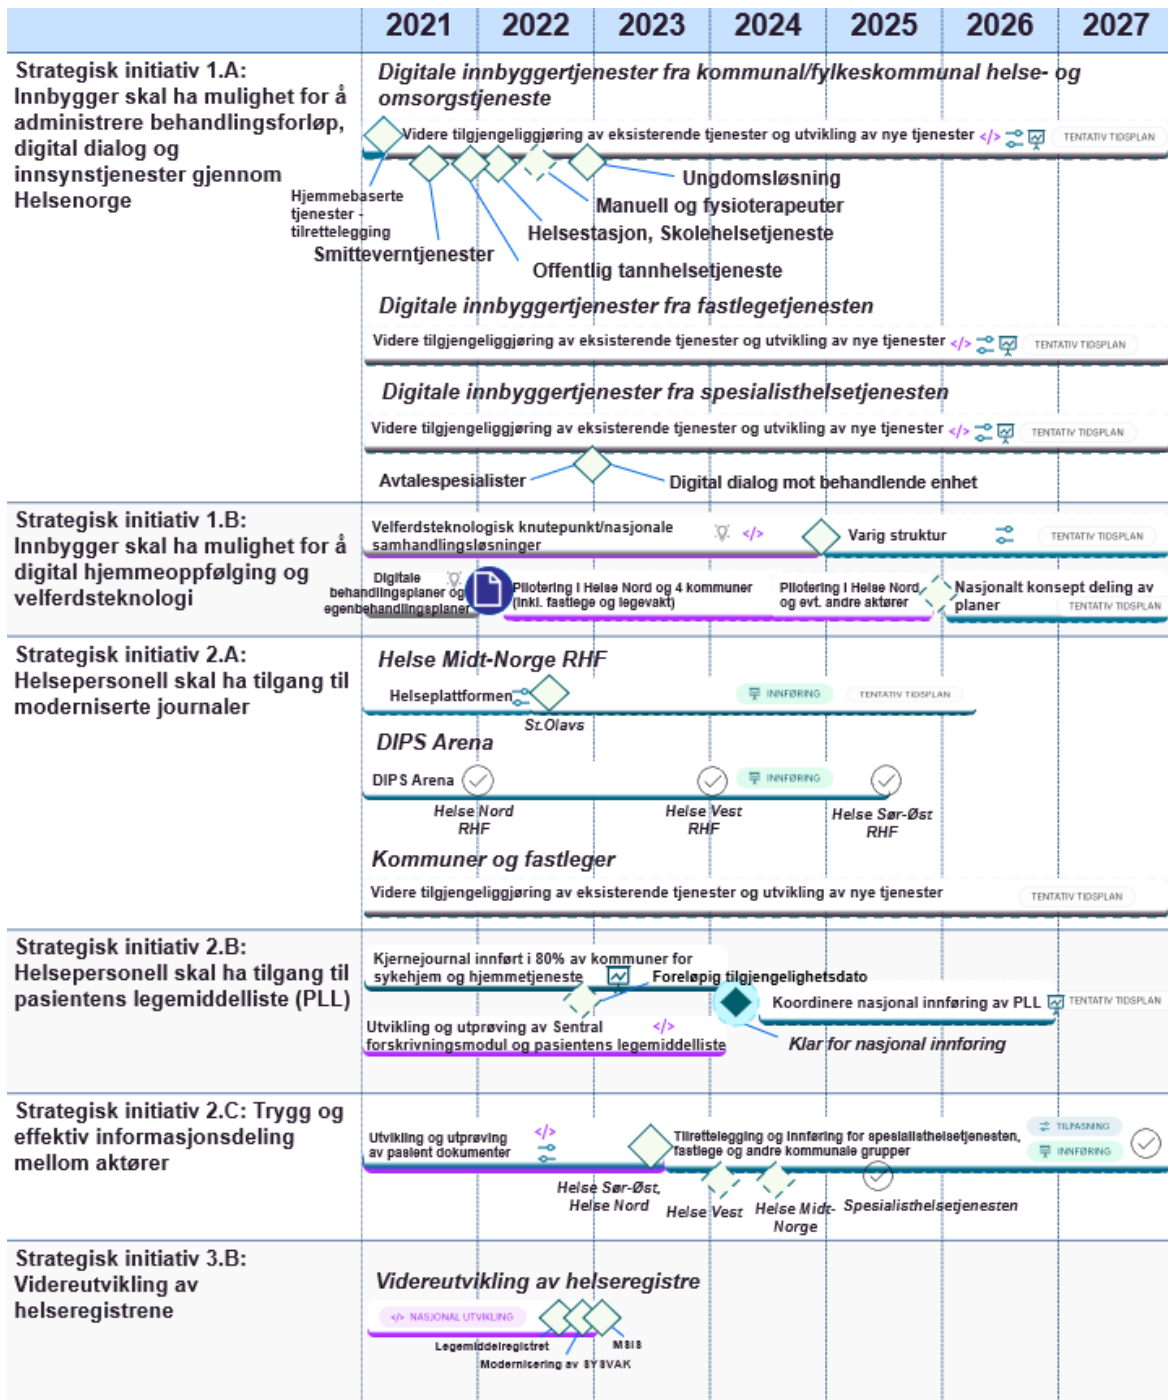 2021 2022 2023 2024 2025 2026 2027
Strategisk initiativ 1.A:
Innbygger skal ha mulighet for å
administrere behandlingsforløp,
digital dialog og
innsynstjenester gjennom
Helsenorge
Digitale innbyggertjenester fra kommunal/fylkeskommunal helse- og
omsorgstjeneste
Videre tilgjengeliggjøring av eksisterende tjenester og utvikling av nye tjenester </> TENTATIV TIDSPLAN
Hjemmebaserte
tjenester -
tilrettelegging
Smitteverntjenester
Offentlig tannhelsetjeneste
Helsestasjon, Skolehelsetjeneste
Manuell og fysioterapeuter
Ungdomsløsning
Digitale innbyggertjenester fra fastlegetjenesten
Videre tilgjengeliggjøring av eksisterende tjenester og utvikling av nye tjenester </> TENTATIV TIDSPLAN
Digitale innbyggertjenester fra spesialisthelsetjenesten
Videre tilgjengeliggjøring av eksisterende tjenester og utvikling av nye tjenester </> TENTATIV TIDSPLAN
Avtalespesialister
Digital dialog mot behandlende enhet
Strategisk initiativ 1.B:
Innbygger skal ha mulighet for å
digital hjemmeoppfølging og
velferdsteknologi
Velferdsteknologisk knutepunkt/nasjonale
samhandlingsløsninger
</>
Varig struktur
TENTATIV TIDSPLAN
Digitale
behandlingsplaner og
egenbehandlingsplaner
Pilotering i Helse Nord og 4 kommuner
(inkl. fastlege og legevakt)
Pilotering i Helse Nord
og evt. andre aktører
Nasjonalt konsept deling av
planer
TENTATIV TIDSPLAN
Strategisk initiativ 2.A:
Helsepersonell skal ha tilgang til
moderniserte journaler
Helse Midt-Norge RHF
Helseplattformen
INNFØRING
TENTATIV TIDSPLAN
St.Olavs
DIPS Arena
DIPS Arena
INNFØRING
Helse Nord
RHF
Helse Vest
RHF
Helse Sør-Øst
RHF
Kommuner og fastleger
Videre tilgjengeliggjøring av eksisterende tjenester og utvikling av nye tjenester
TENTATIV TIDSPLAN
Strategisk initiativ 2.B:
Helsepersonell skal ha tilgang til
pasientens legemiddelliste (PLL)
Kjernejournal innført i 80% av kommuner for
sykehjem og hjemmetjeneste
Foreløpig tilgjengelighetsdato
Koordinere nasjonal innføring av PLL
TENTATIV TIDSPLAN
Utvikling og utprøving av Sentral
forskrivningsmodul og pasientens legemiddelliste
</>
Klar for nasjonal innføring
Strategisk initiativ 2.C: Trygg og
effektiv informasjonsdeling
mellom aktører
Utvikling og utprøving
av pasient dokumenter
</>
Tilrettelegging og innføring for spesialisthelsetjenesten,
fastlege og andre kommunale grupper
TILPASNING
INNFØRING
Helse Sør-Øst,
Helse Nord
Helse Vest
Helse Midt-
Norge
Spesialisthelsetjenesten
Strategisk initiativ 3.B:
Videreutvikling av
helseregistrene
Videreutvikling av helseregistre
</> NASJONAL UTVIKLING
Legemiddelregistret
Modernisering av SYSVAK
MSIS